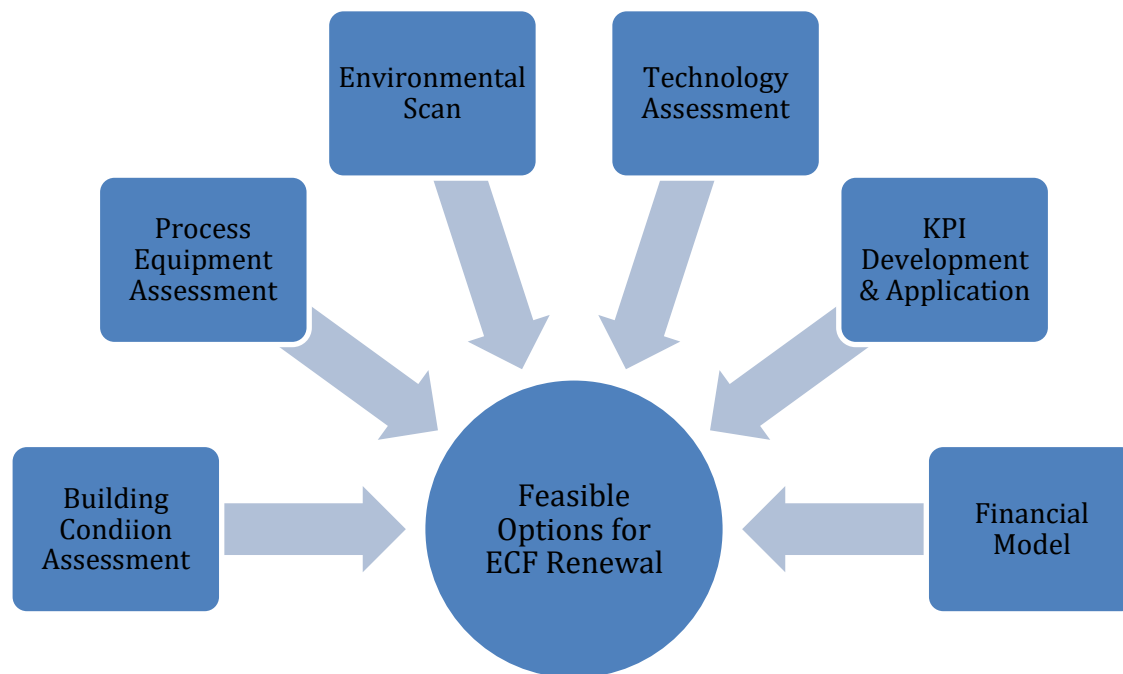 Environmental
Scan
Technology
Assessment
Process
Equipment
Assessment
KPI
Development
& Application
Building
Condiion
Assessment
Feasible
Options for
ECF Renewal
Financial
Model